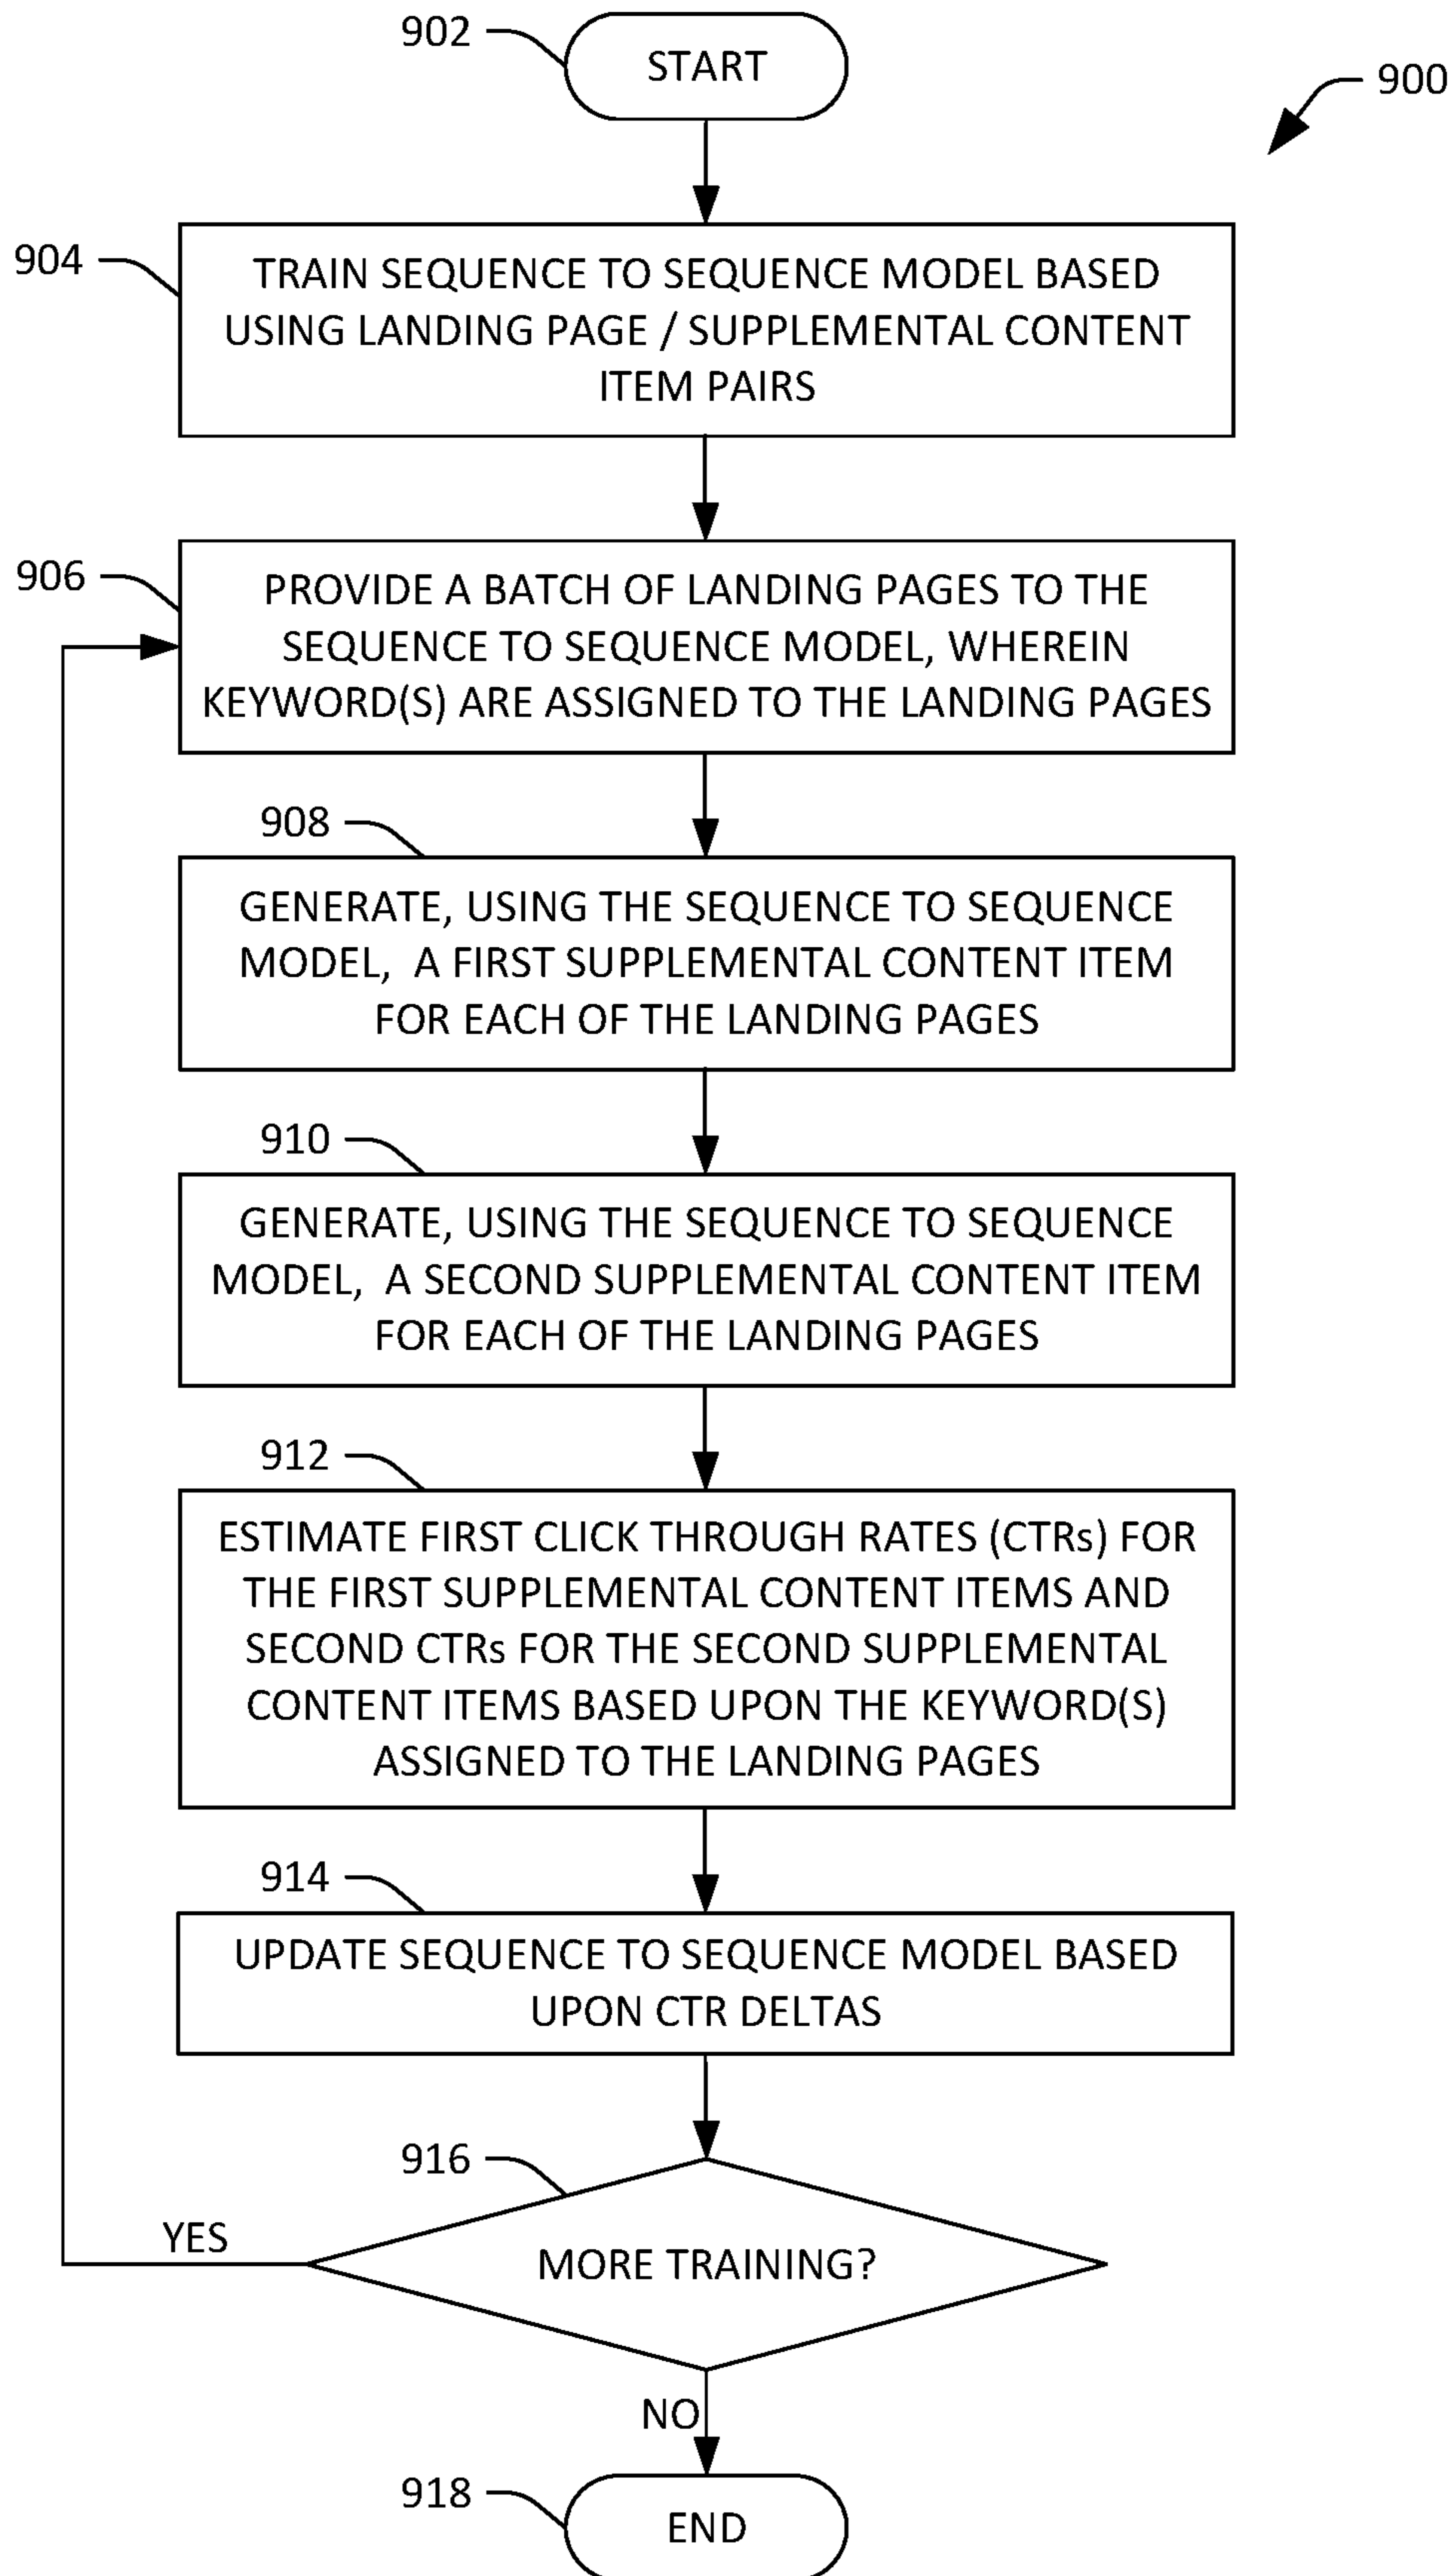 902
START
900
904
TRAIN SEQUENCE TO SEQUENCE MODEL BASED
USING LANDING PAGE / SUPPLEMENTAL CONTENT
ITEM PAIRS
906
PROVIDE A BATCH OF LANDING PAGES TO THE
SEQUENCE TO SEQUENCE MODEL, WHEREIN
KEYWORD(S) ARE ASSIGNED TO THE LANDING PAGES
908
GENERATE, USING THE SEQUENCE TO SEQUENCE
MODEL, A FIRST SUPPLEMENTAL CONTENT ITEM
FOR EACH OF THE LANDING PAGES
910
GENERATE, USING THE SEQUENCE TO SEQUENCE
MODEL, A SECOND SUPPLEMENTAL CONTENT ITEM
FOR EACH OF THE LANDING PAGES
912
ESTIMATE FIRST CLICK THROUGH RATES (CTRs) FOR
THE FIRST SUPPLEMENTAL CONTENT ITEMS AND
SECOND CTRs FOR THE SECOND SUPPLEMENTAL
CONTENT ITEMS BASED UPON THE KEYWORD(S)
ASSIGNED TO THE LANDING PAGES
914
UPDATE SEQUENCE TO SEQUENCE MODEL BASED
UPON CTR DELTAS
916
YES
MORE TRAINING?
NO
918
END